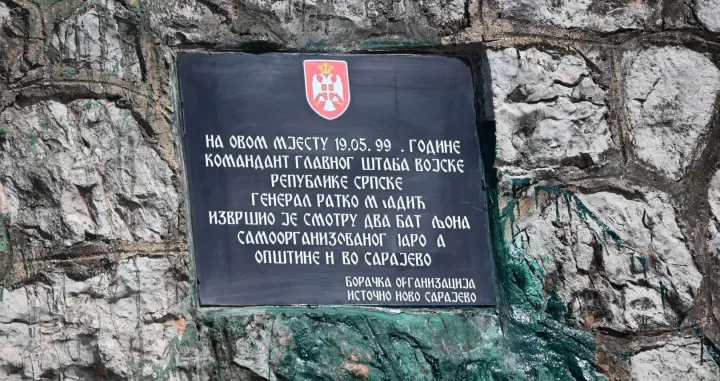 НА ОВОМ МЈЕСТУ 19.05. 99 . ГОДИНЕ
КОМАНДАНТ ГЛАВНОГ ШТАБА ВОЈСКЕ
РЕПУБЛИКЕ СРПСКЕ
ГЕНЕРАЛ РАТКО М АДИЋ
ИЗВРШИО ЈЕ СМОТРУ ДВА БАТ ЉОНА
САМООРГАНИЗОВАНОГ АРО А
ОПШТИНЕ Н ВО САРАЈЕВО
БОРАЧКА ОРГАНИЗАЦИЈА
ИСТОЧНО НОВО САРАЈЕВО